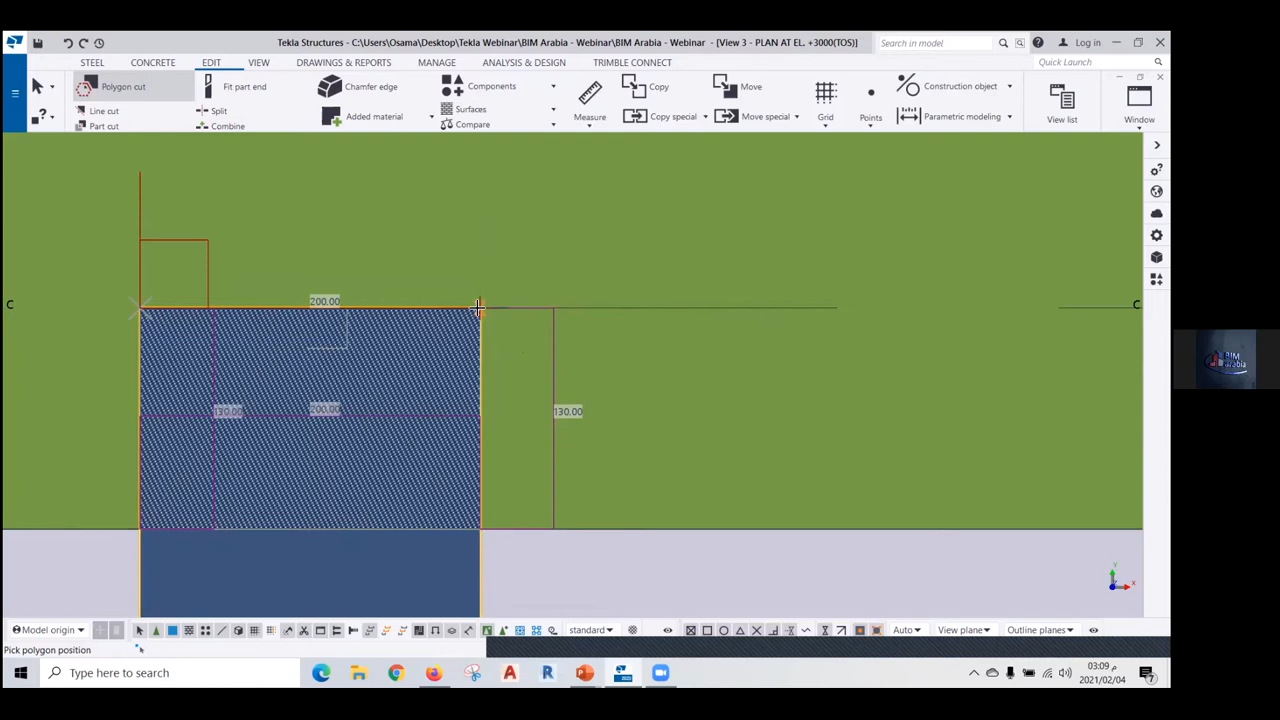 Tekla Structures - C:\Users\Osama\Desktop\Tekla Webinar\BIM Arabia - Webinar\BIM Arabia - Webinar - [View 3 - PLAN AT EL. +3000(TOS)]
Search in model
Log in
STEEL CONCRETE EDIT VIEW DRAWINGS & REPORTS MANAGE ANALYSIS & DESIGN TRIMBLE CONNECT
Quick Launch
Polygon cut
Fit part end
Chamfer edge
Components
Copy
Move
Construction object
Line cut
Split
Surfaces
Added material
Measure
Copy special
Move special
Grid
Points
Parametric modeling
View list
Window
Part cut
Combine
Compare
C
200.00
C
130.00
200.00
130.00
BIM
arabia
Model origin
standard
Auto
View plane
Outline planes
Pick polygon position
Type here to search
03:09 م
2021/02/04
7